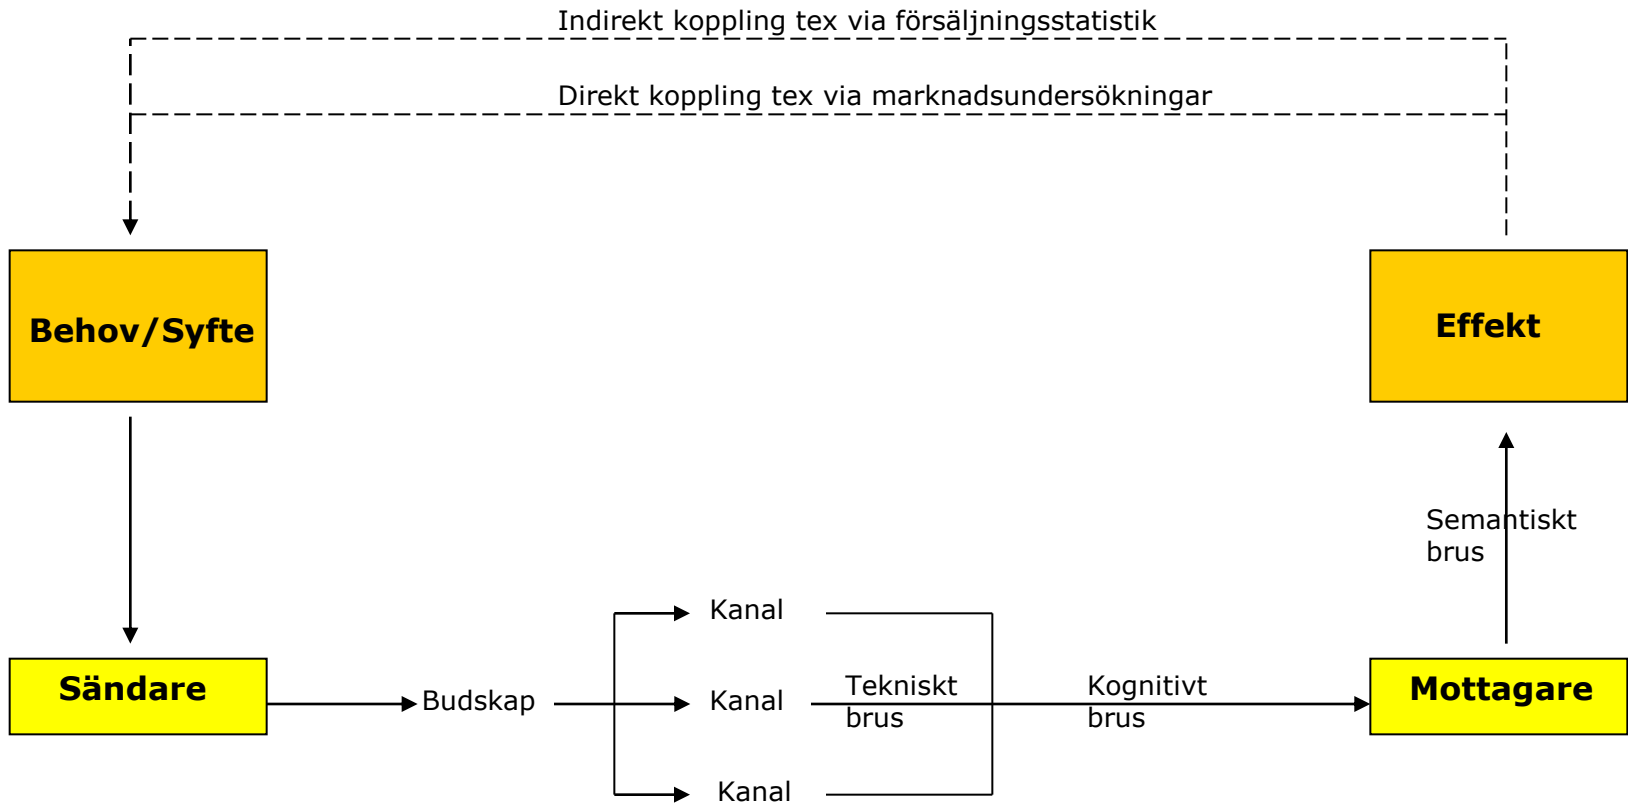 Indirekt koppling tex via försäljningsstatistik
Direkt koppling tex via marknadsundersökningar
Behov/Syfte
Effekt
Semantiskt
brus
Kanal
Sändare
Budskap
Kanal
Tekniskt
brus
Kognitivt
brus
Mottagare
Kanal